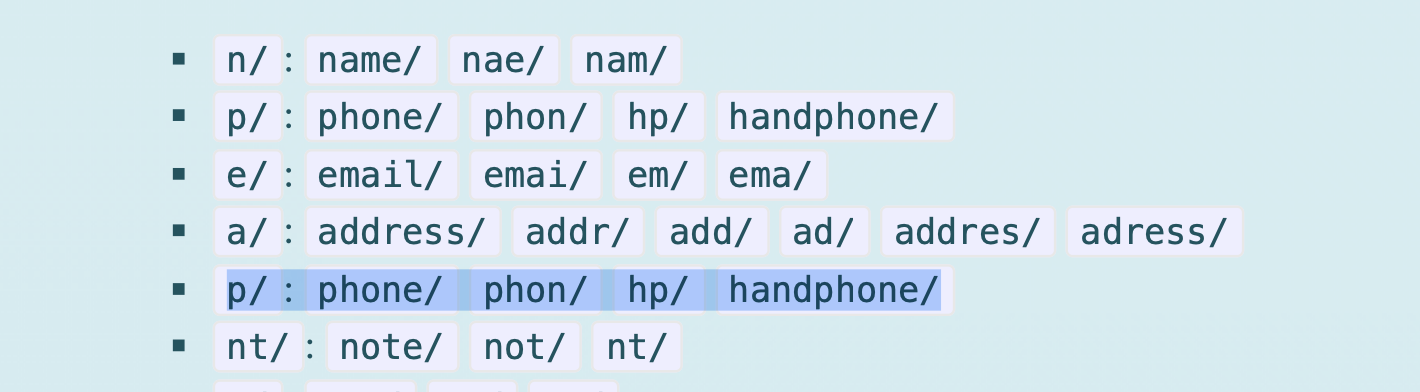 ▪ n/ : name/ nae/ nam/
▪ p/ : phone/ phon/ hp/ handphone/
▪ e/ : email/ emai/ em/ ema/
▪ a/ : address/ addr/ add/ ad/ addres/ adress/
▪ p/ : phone/ phon/ hp/ handphone/
▪ nt/ : note/ not/ nt/